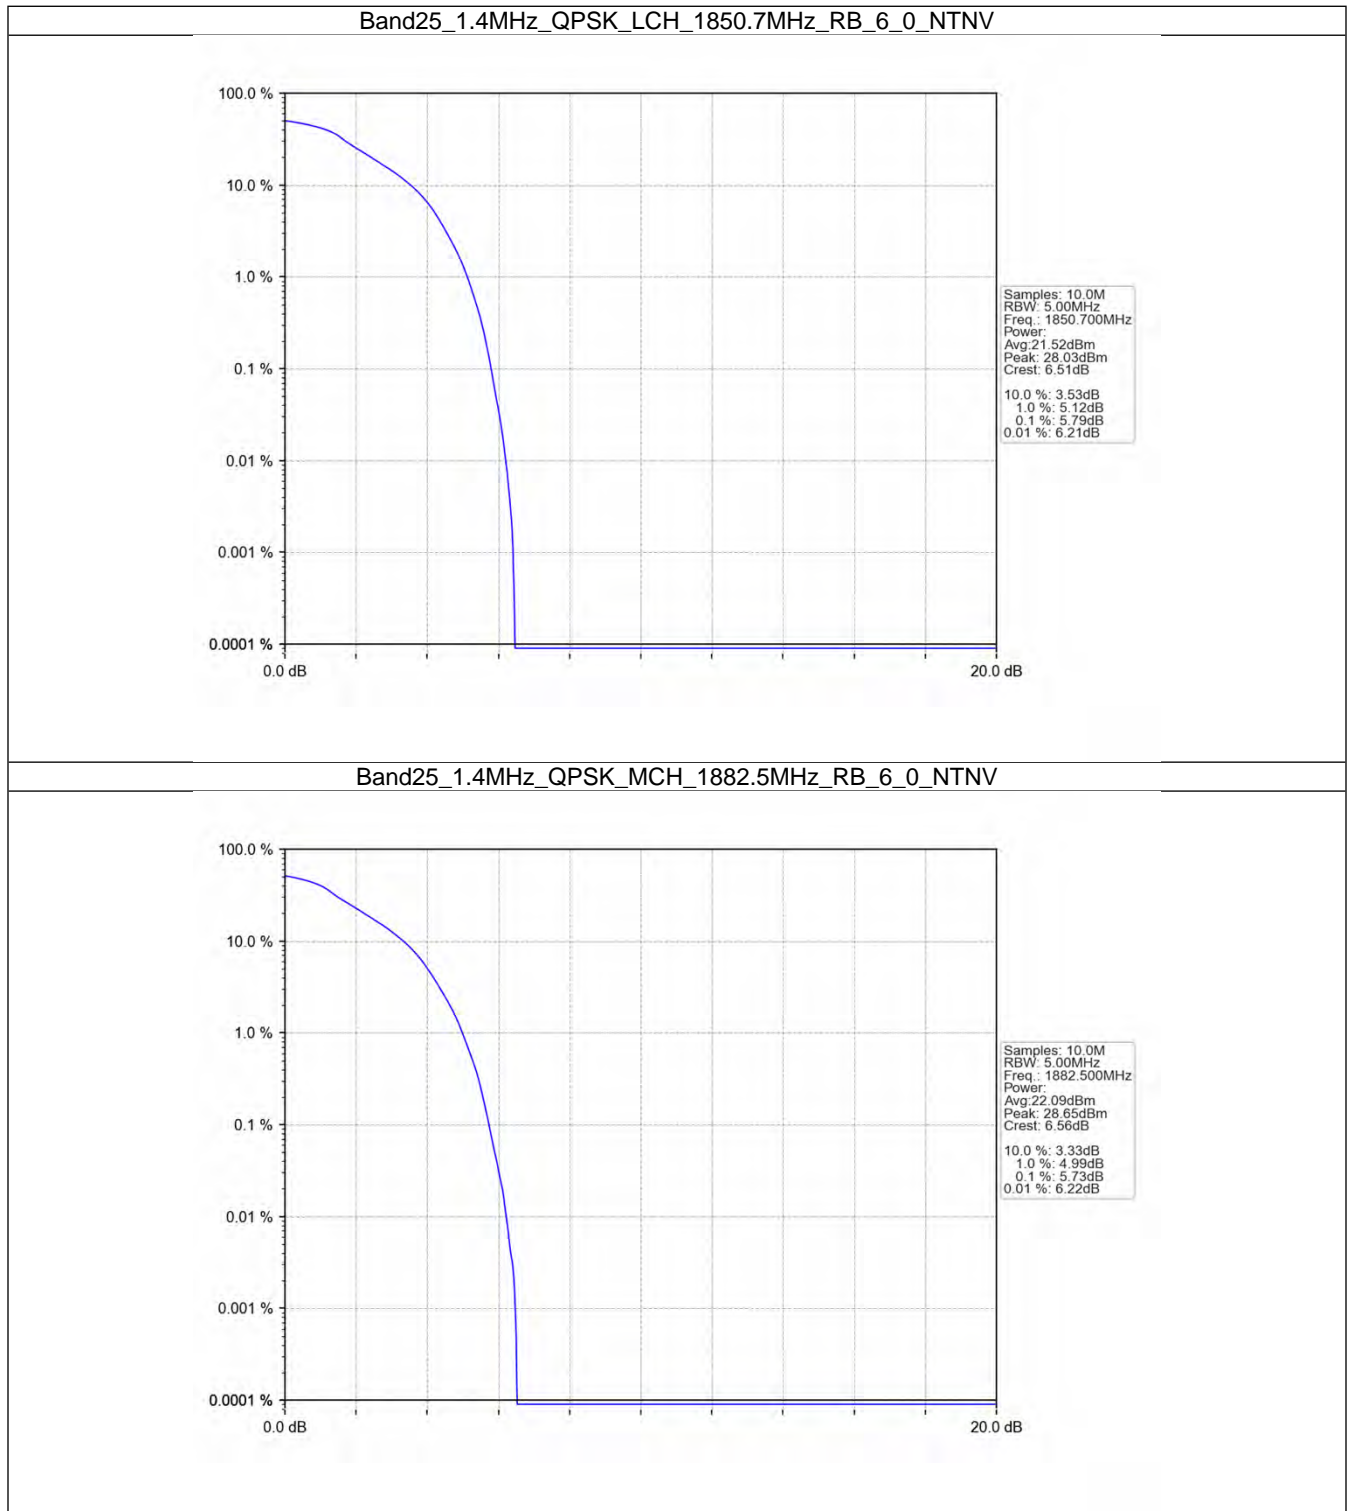 Band25_1.4MHz_QPSK_LCH_1850.7MHz_RB_6_0_NTNV
100.0 %
10.0 %
1.0 %
0.1 %
0.01 %
0.001 %
0.0001 %
0.0 dB
20.0 dB
Samples: 10.0M
RBW: 5.00MHz
Freq.: 1850.700MHz
Power:
Avg:21.52dBm
Peak: 28.03dBm
Crest: 6.51dB
10.0 %: 3.53dB
1.0 %: 5.12dB
0.1 %: 5.79dB
0.01 %: 6.21dB
Band25_1.4MHz_QPSK_MCH_1882.5MHz_RB_6_0_NTNV
100.0 %
10.0 %
1.0 %
0.1 %
0.01 %
0.001 %
0.0001 %
0.0 dB
20.0 dB
Samples: 10.0M
RBW: 5.00MHz
Freq.: 1882.500MHz
Power:
Avg:22.09dBm
Peak: 28.65dBm
Crest: 6.56dB
10.0 %: 3.33dB
1.0 %: 4.99dB
0.1 %: 5.73dB
0.01 %: 6.22dB